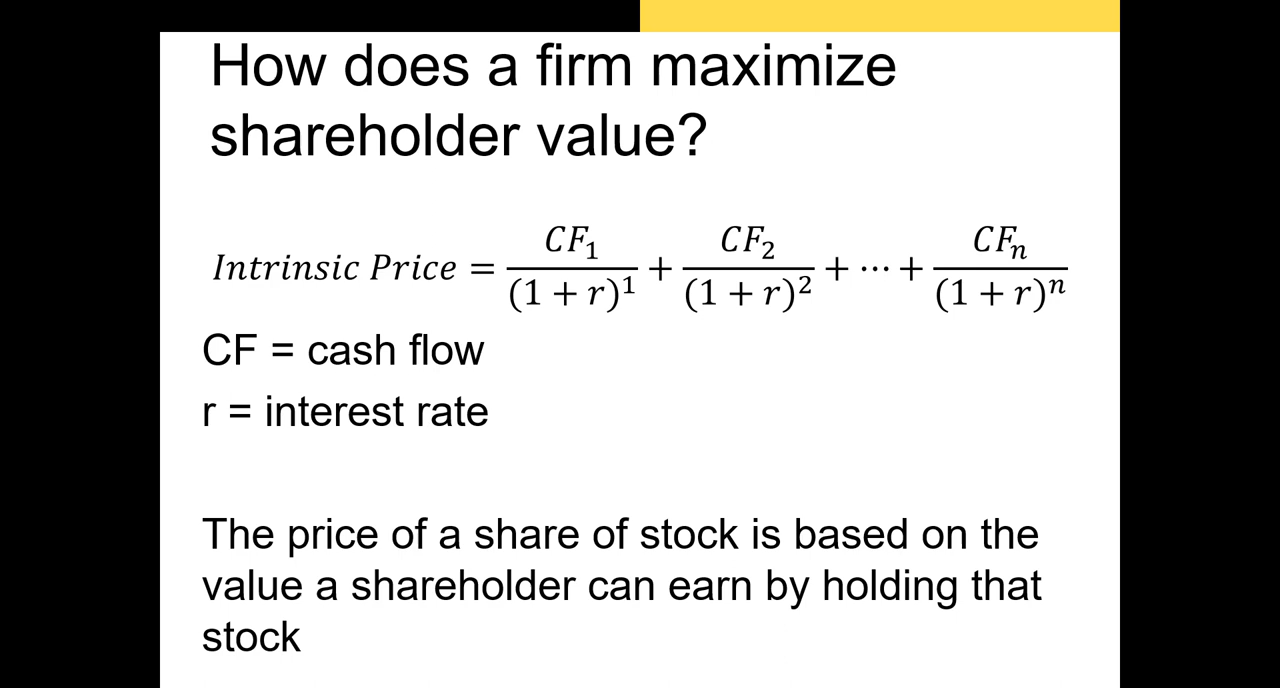 How does a firm maximize
shareholder value?
Intrinsic Price = CF₁/(1 + r)¹ + CF₂/(1 + r)² + ⋯ + CFₙ/(1 + r)ⁿ
CF = cash flow
r = interest rate
The price of a share of stock is based on the
value a shareholder can earn by holding that
stock